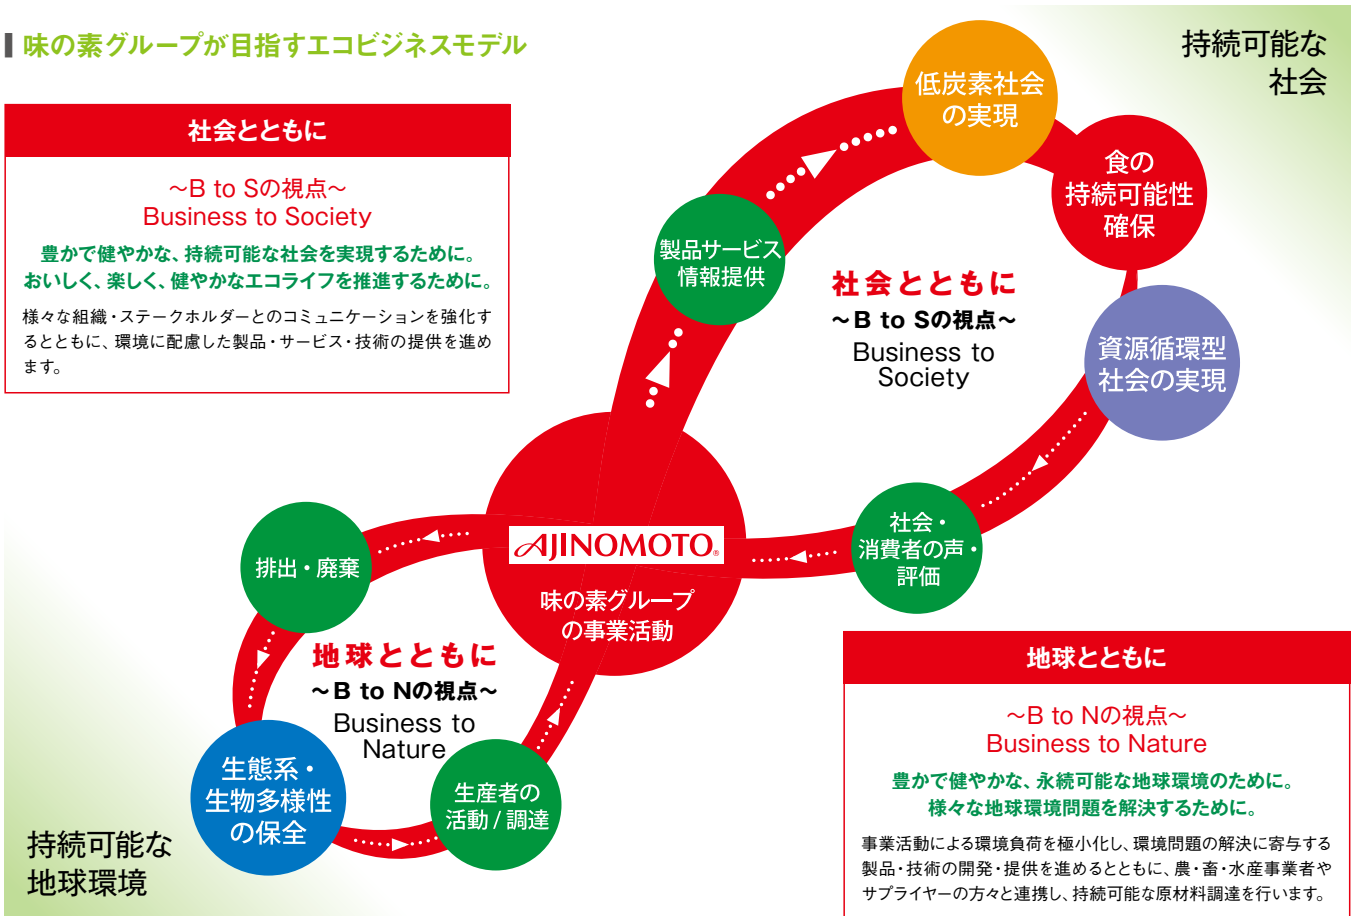 味の素グループが目指すエコビジネスモデル
持続可能な
社会
社会とともに
～B to Sの視点～
Business to Society
豊かで健やかな、持続可能な社会を実現するために。
おいしく、楽しく、健やかなエコライフを推進するために。
様々な組織・ステークホルダーとのコミュニケーションを強化す
るとともに、環境に配慮した製品・サービス・技術の提供を進め
ます。
低炭素社会
の実現
食の
持続可能性
確保
製品サービス
情報提供
社会とともに
～B to Sの視点～
Business to
Society
資源循環型
社会の実現
社会・
消費者の声・
評価
AJINOMOTO®
味の素グループ
の事業活動
排出・廃棄
地球とともに
～B to Nの視点～
Business to
Nature
生態系・
生物多様性
の保全
生産者の
活動 / 調達
持続可能な
地球環境
地球とともに
～B to Nの視点～
Business to Nature
豊かで健やかな、永続可能な地球環境のために。
様々な地球環境問題を解決するために。
事業活動による環境負荷を極小化し、環境問題の解決に寄与する
製品・技術の開発・提供を進めるとともに、農・畜・水産事業者や
サプライヤーの方々と連携し、持続可能な原材料調達を行います。